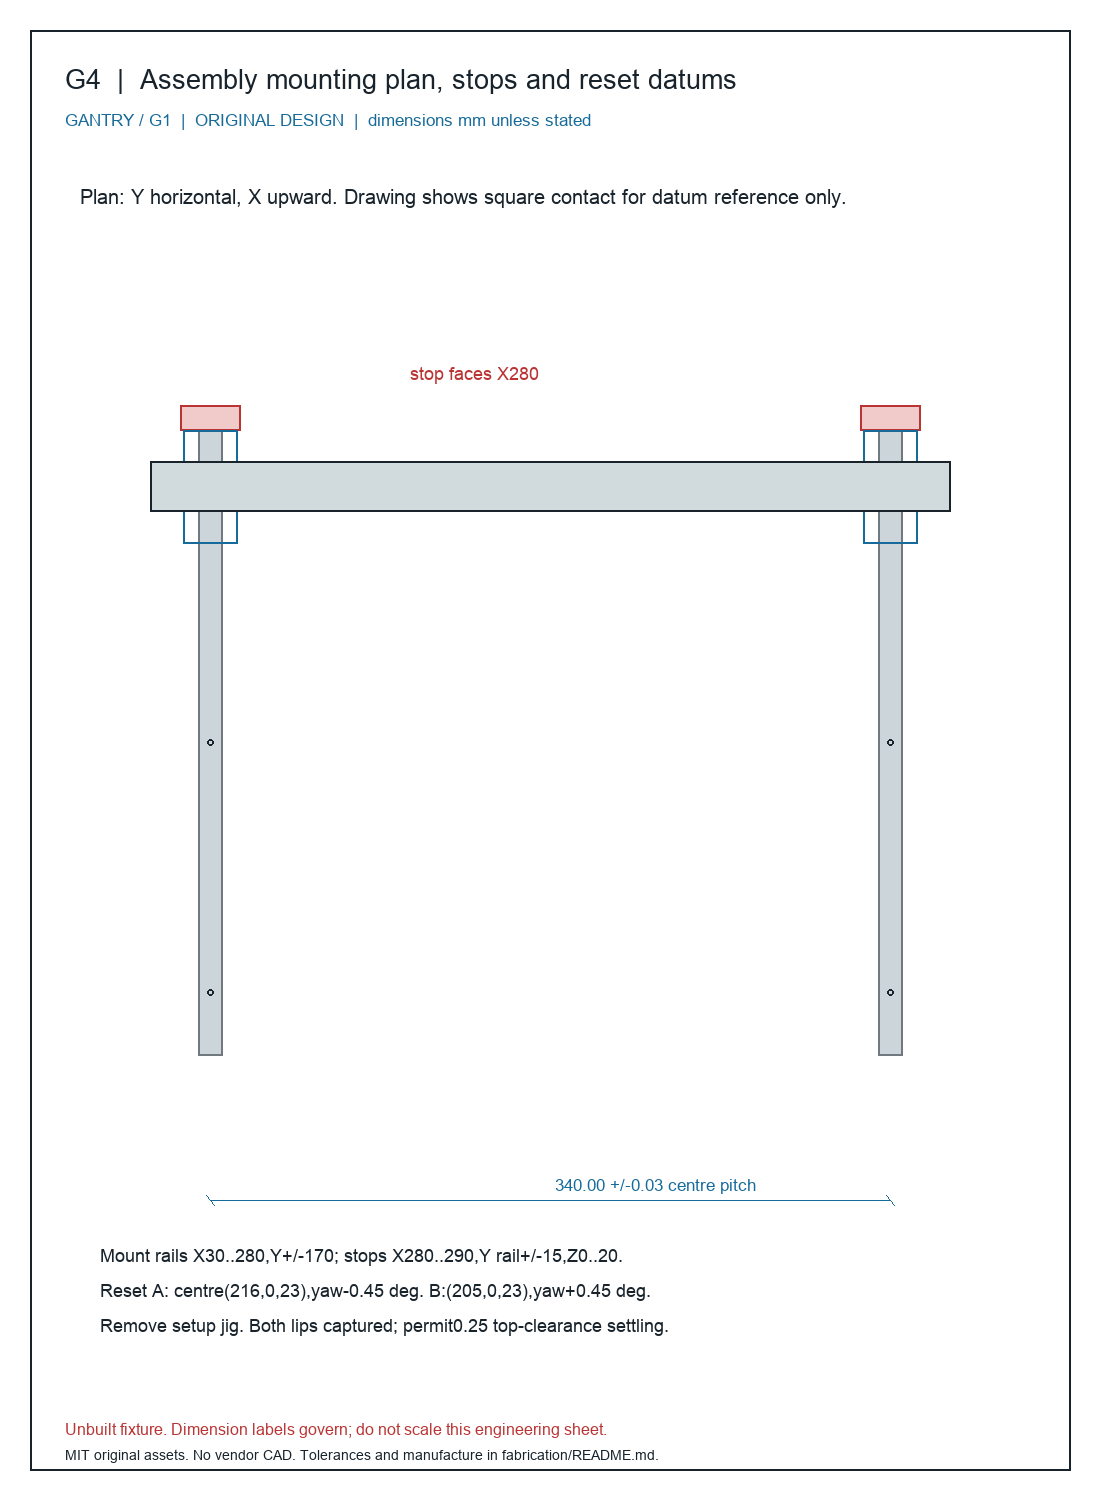 G4 | Assembly mounting plan, stops and reset datums
GANTRY / G1 | ORIGINAL DESIGN | dimensions mm unless stated
Plan: Y horizontal, X upward. Drawing shows square contact for datum reference only.
stop faces X280
340.00 +/-0.03 centre pitch
Mount rails X30..280,Y+/-170; stops X280..290,Y rail+/-15,Z0..20.
Reset A: centre(216,0,23),yaw-0.45 deg. B:(205,0,23),yaw+0.45 deg.
Remove setup jig. Both lips captured; permit0.25 top-clearance settling.
Unbuilt fixture. Dimension labels govern; do not scale this engineering sheet.
MIT original assets. No vendor CAD. Tolerances and manufacture in fabrication/README.md.